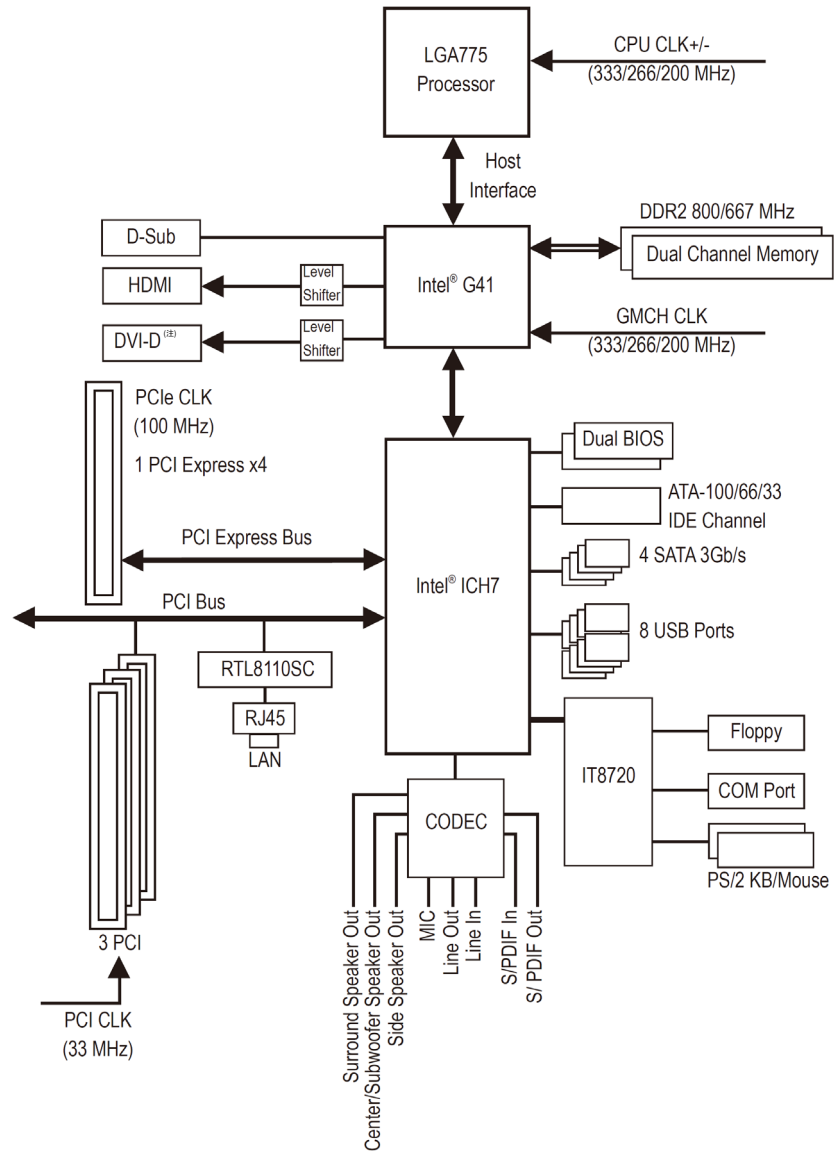 LGA775
Processor
CPU CLK+/-
(333/266/200 MHz)
Host
Interface
DDR2 800/667 MHz
Dual Channel Memory
D-Sub
HDMI
Level
Shifter
Intel® G41
DVI-D (注)
Level
Shifter
GMCH CLK
(333/266/200 MHz)
PCIe CLK
(100 MHz)
1 PCI Express x4
Dual BIOS
ATA-100/66/33
IDE Channel
PCI Express Bus
4 SATA 3Gb/s
Intel® ICH7
PCI Bus
8 USB Ports
RTL8110SC
RJ45
LAN
IT8720
Floppy
COM Port
PS/2 KB/Mouse
CODEC
Surround Speaker Out
Center/Subwoofer Speaker Out
Side Speaker Out
MIC
Line Out
Line In
S/PDIF In
S/ PDIF Out
3 PCI
PCI CLK
(33 MHz)